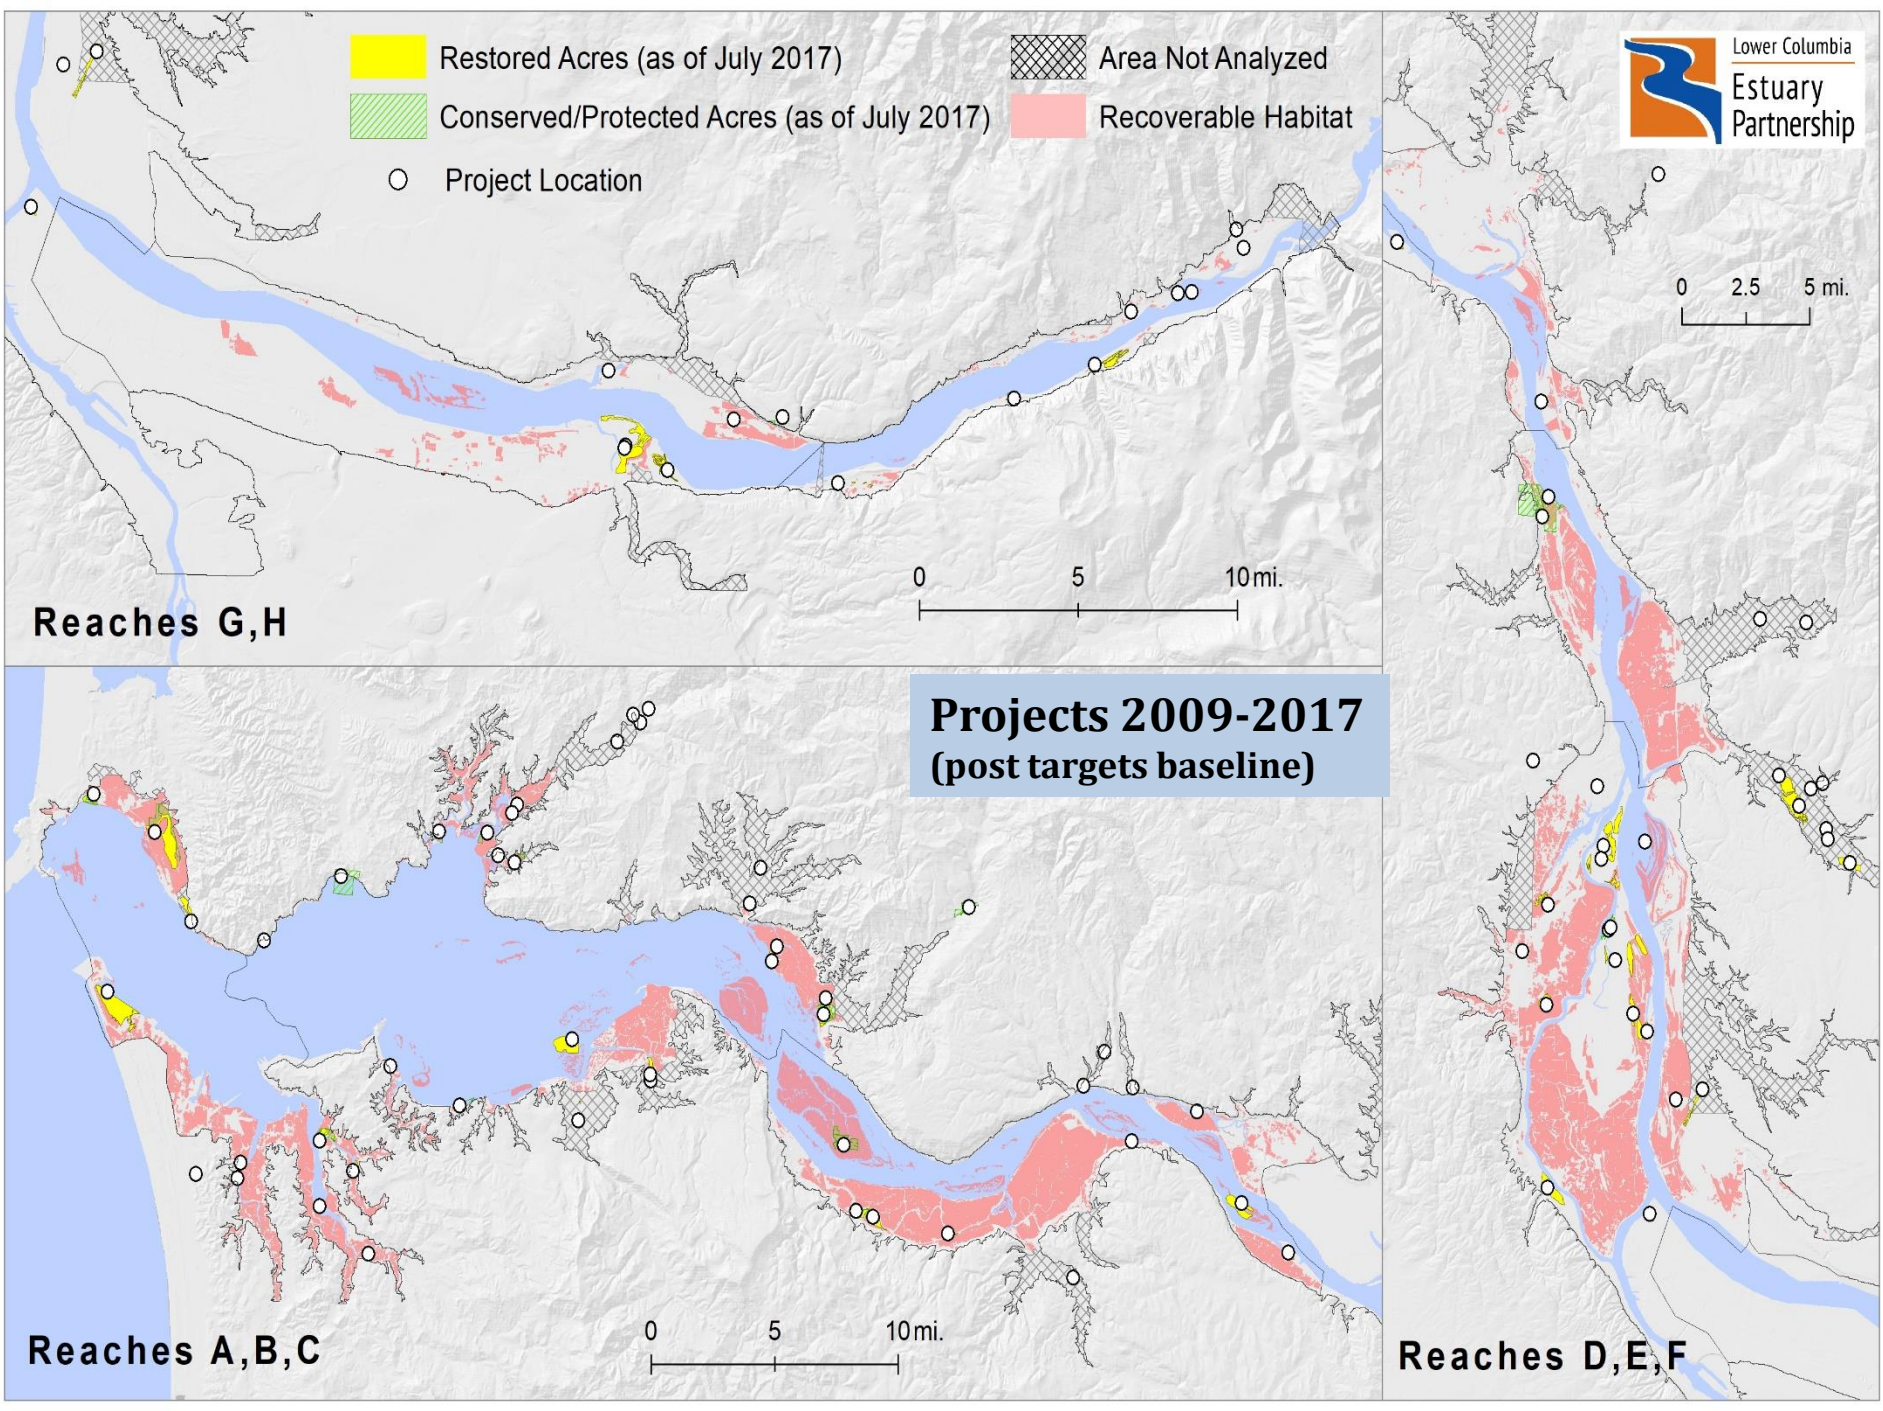 Restored Acres (as of July 2017)
Area Not Analyzed
Conserved/Protected Acres (as of July 2017)
Recoverable Habitat
Project Location
Lower Columbia
Estuary
Partnership
0 2.5 5 mi.
0 5 10 mi.
Reaches G,H
Projects 2009-2017
(post targets baseline)
0 5 10 mi.
Reaches A,B,C
Reaches D,E,F